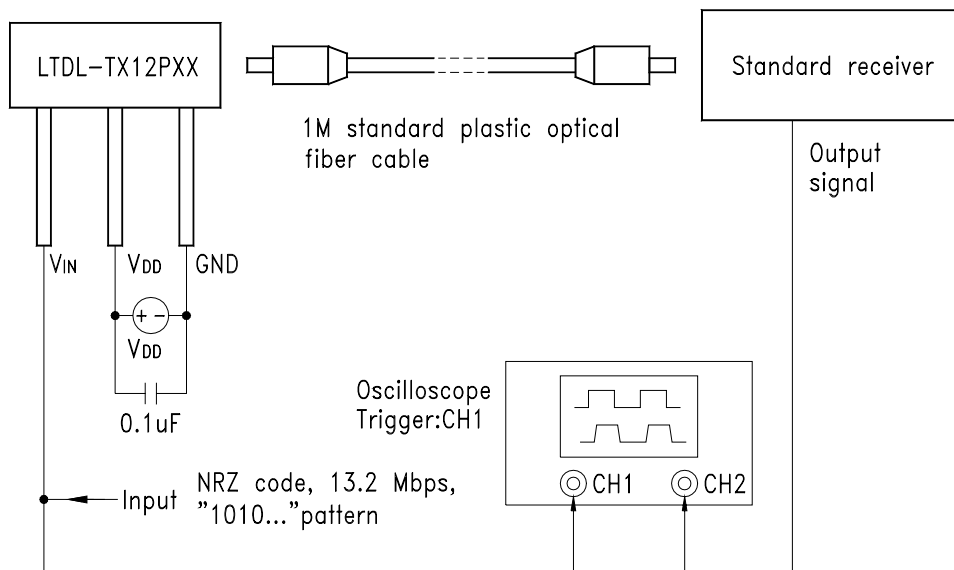 LTDL-TX12PXX
Standard receiver
1M standard plastic optical
fiber cable
Output
signal
VIN
VDD
GND
+ -
VDD
0.1uF
Oscilloscope
Trigger:CH1
CH1
CH2
Input
NRZ code, 13.2 Mbps,
"1010..."pattern